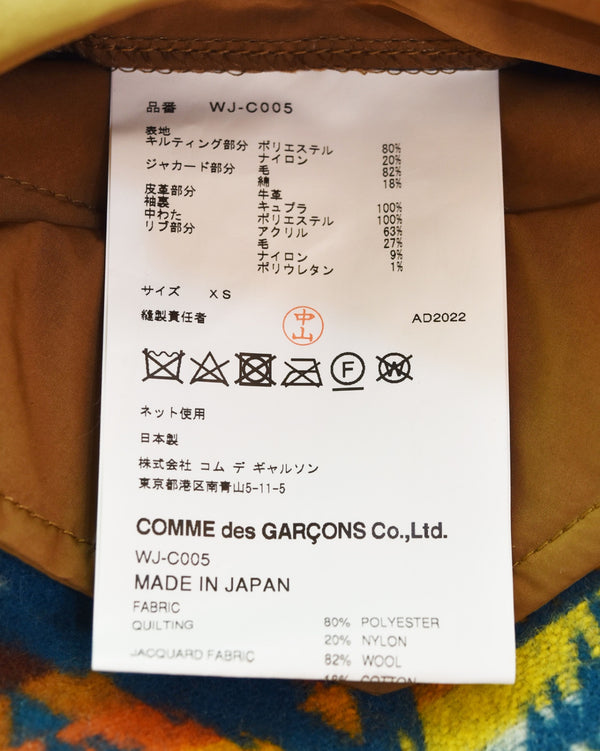 品番 WJ-C005
表地
キルティング部分 ポリエステル 80%
ナイロン 20%
ジャカード部分 毛 82%
綿 18%
皮革部分 牛革
袖裏 キュプラ 100%
中わた ポリエステル 100%
リブ部分 アクリル 63%
毛 27%
ナイロン 9%
ポリウレタン 1%
サイズ XS
縫製責任者 中山 AD2022
F W
ネット使用
日本製
株式会社 コム デ ギャルソン
東京都港区南青山5-11-5
COMME des GARÇONS Co.,Ltd.
WJ-C005
MADE IN JAPAN
FABRIC
QUILTING 80% POLYESTER
20% NYLON
JACQUARD FABRIC 82% WOOL
18% COTTON